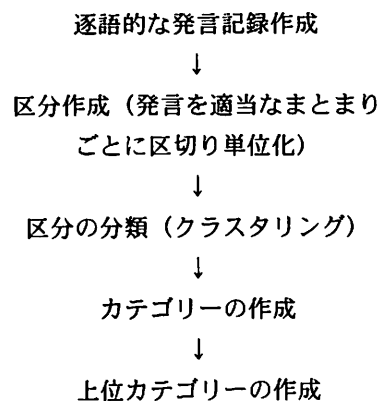 逐語的な発言記録作成
↓
区分作成（発言を適当なまとまり
ごとに区切り単位化）
↓
区分の分類（クラスタリング）
↓
カテゴリーの作成
↓
上位カテゴリーの作成